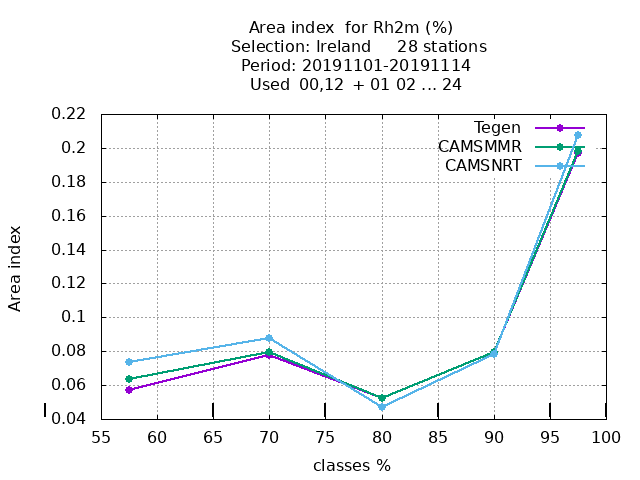 Area index  for Rh2m (%)
Selection: Ireland     28 stations
Period: 20191101-20191114
Used  00,12  + 01 02 ... 24
Tegen
CAMSMMR
CAMSNRT
Area index
0.22
0.2
0.18
0.16
0.14
0.12
0.1
0.08
0.06
0.04
55 60 65 70 75 80 85 90 95 100
classes %